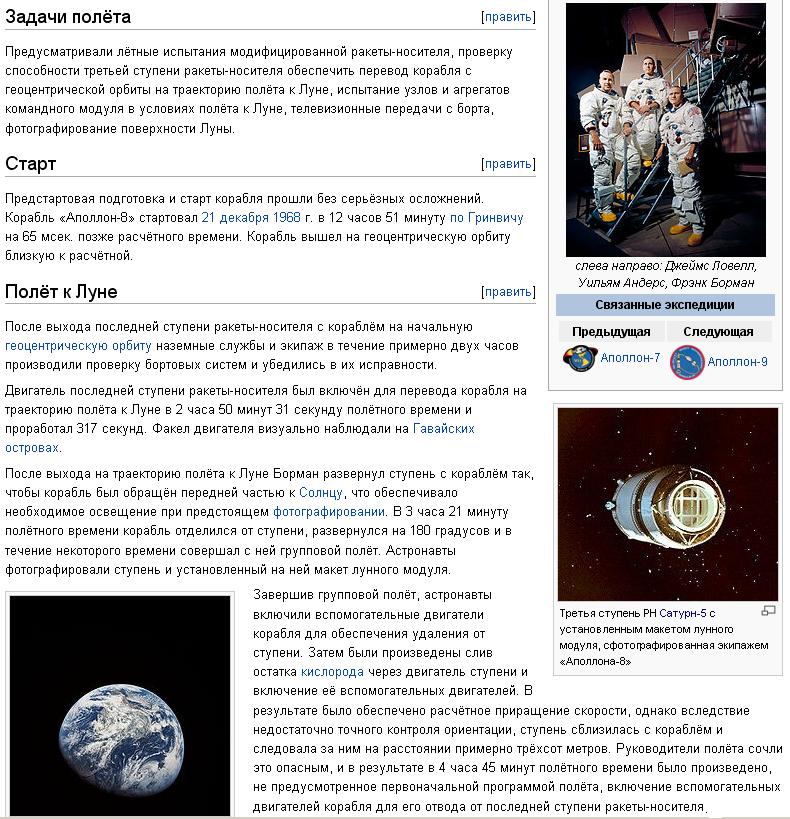 Задачи полёта [править]
Предусматривали лётные испытания модифицированной ракеты-носителя, проверку
способности третьей ступени ракеты-носителя обеспечить перевод корабля с
геоцентрической орбиты на траекторию полёта к Луне, испытание узлов и агрегатов
командного модуля в условиях полёта к Луне, телевизионные передачи с борта,
фотографирование поверхности Луны.
Старт [править]
Предстартовая подготовка и старт корабля прошли без серьёзных осложнений.
Корабль «Аполлон-8» стартовал 21 декабря 1968 г. в 12 часов 51 минуту по Гринвичу
на 65 мсек. позже расчётного времени. Корабль вышел на геоцентрическую орбиту
близкую к расчётной.
Полёт к Луне [править]
После выхода последней ступени ракеты-носителя с кораблём на начальную
геоцентрическую орбиту наземные службы и экипаж в течение примерно двух часов
производили проверку бортовых систем и убедились в их исправности.
Двигатель последней ступени ракеты-носителя был включён для перевода корабля на
траекторию полёта к Луне в 2 часа 50 минут 31 секунду полётного времени и
проработал 317 секунд. Факел двигателя визуально наблюдали на Гавайских
островах.
После выхода на траекторию полёта к Луне Борман развернул ступень с кораблём так,
чтобы корабль был обращён передней частью к Солнцу, что обеспечивало
необходимое освещение при предстоящем фотографировании. В 3 часа 21 минуту
полётного времени корабль отделился от ступени, развернулся на 180 градусов и в
течение некоторого времени совершал с ней групповой полёт. Астронавты
фотографировали ступень и установленный на ней макет лунного модуля.
Завершив групповой полёт, астронавты
включили вспомогательные двигатели
корабля для обеспечения удаления от
ступени. Затем были произведены слив
остатка кислорода через двигатель ступени и
включение её вспомогательных двигателей. В
результате было обеспечено расчётное приращение скорости, однако вследствие
недостаточно точного контроля ориентации, ступень сблизилась с кораблём и
следовала за ним на расстоянии примерно трёхсот метров. Руководители полёта сочли
это опасным, и в результате в 4 часа 45 минут полётного времени было произведено,
не предусмотренное первоначальной программой полёта, включение вспомогательных
двигателей корабля для его отвода от последней ступени ракеты-носителя.
слева направо: Джеймс Ловелл,
Уильям Андерс, Фрэнк Борман
Связанные экспедиции
Предыдущая Следующая
Аполлон-7 Аполлон-9
Третья ступень РН Сатурн-5 с
установленным макетом лунного
модуля, сфотографированная экипажем
«Аполлона-8»